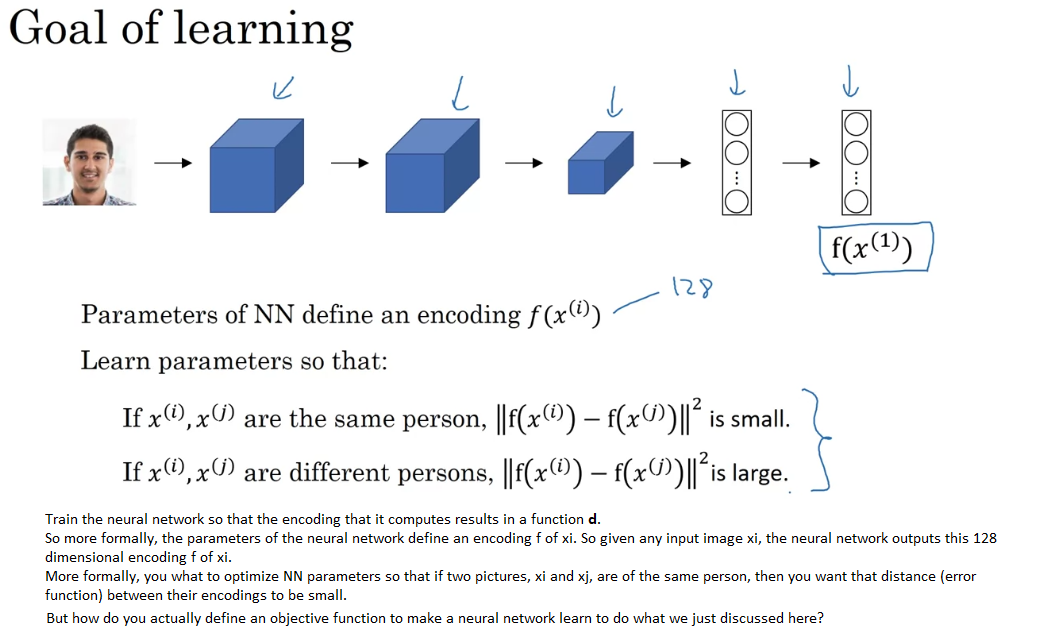 Goal of learning
f(x⁽¹⁾)
128
Parameters of NN define an encoding f(x⁽ⁱ⁾)
Learn parameters so that:
If x⁽ⁱ⁾, x⁽ʲ⁾ are the same person, ||f(x⁽ⁱ⁾) – f(x⁽ʲ⁾)||² is small.
If x⁽ⁱ⁾, x⁽ʲ⁾ are different persons, ||f(x⁽ⁱ⁾) – f(x⁽ʲ⁾)||² is large.
Train the neural network so that the encoding that it computes results in a function d.
So more formally, the parameters of the neural network define an encoding f of xi. So given any input image xi, the neural network outputs this 128
dimensional encoding f of xi.
More formally, you what to optimize NN parameters so that if two pictures, xi and xj, are of the same person, then you want that distance (error
function) between their encodings to be small.
But how do you actually define an objective function to make a neural network learn to do what we just discussed here?